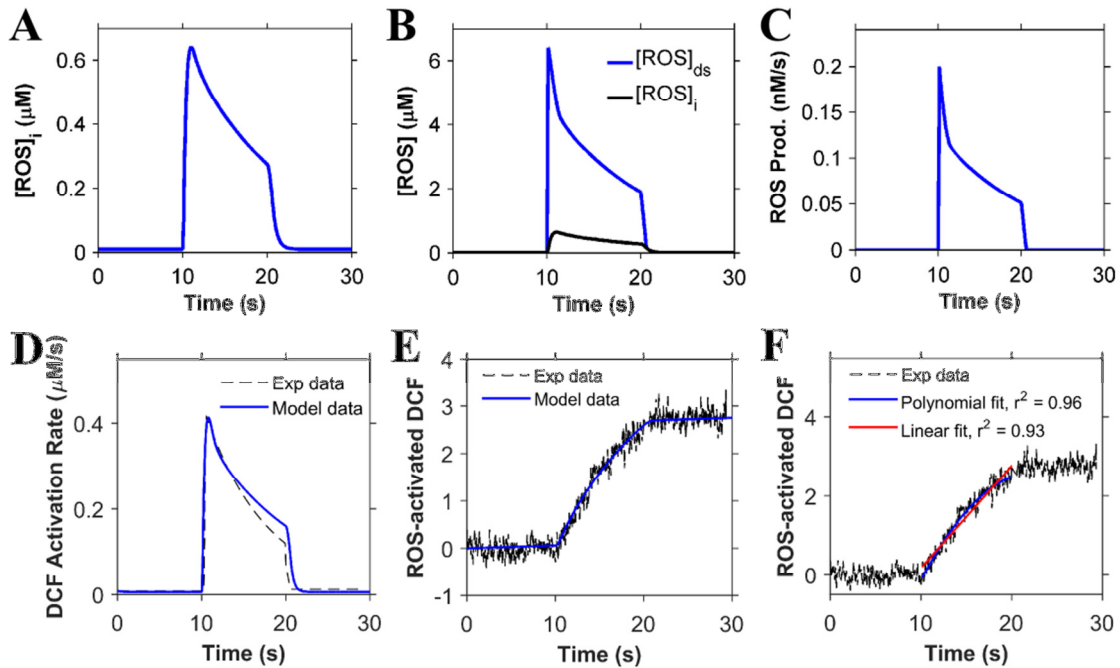 A
[ROS]i (μM)
0.6
0.4
0.2
0
0
10
20
30
Time (s)
B
[ROS] (μM)
6
4
2
0
[ROS]ds
[ROS]i
0
10
20
30
Time (s)
C
ROS Prod. (nM/s)
0.2
0.15
0.1
0.05
0
0
10
20
30
Time (s)
D
DCF Activation Rate (μM/s)
0.4
0.2
0
Exp data
Model data
0
10
20
30
Time (s)
E
ROS-activated DCF
4
3
2
1
0
-1
Exp data
Model data
0
10
20
30
Time (s)
F
ROS-activated DCF
4
2
0
Exp data
Polynomial fit, r² = 0.96
Linear fit, r² = 0.93
0
10
20
30
Time (s)